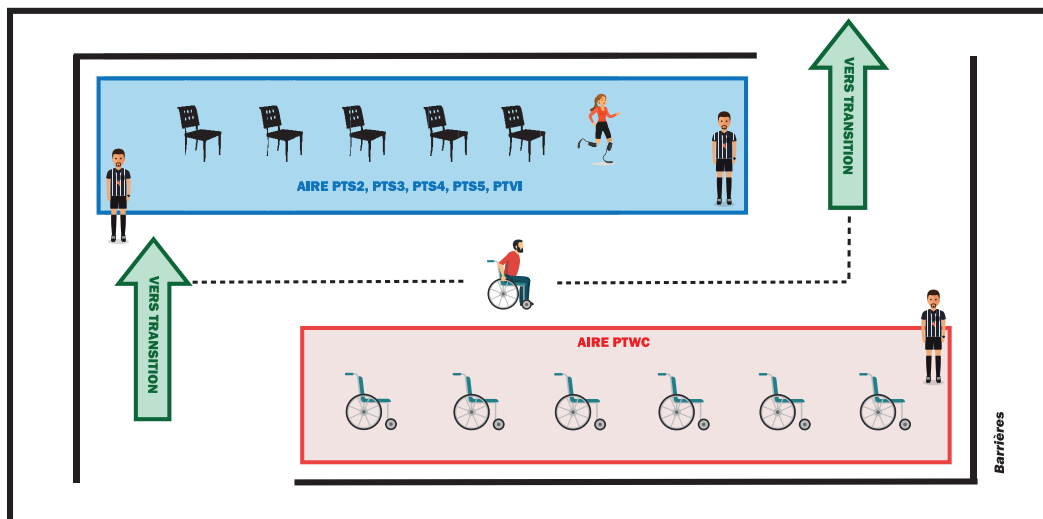 VERS TRANSITION
AIRE PTS2, PTS3, PTS4, PTS5, PTVI
VERS TRANSITION
AIRE PTWC
Barrières